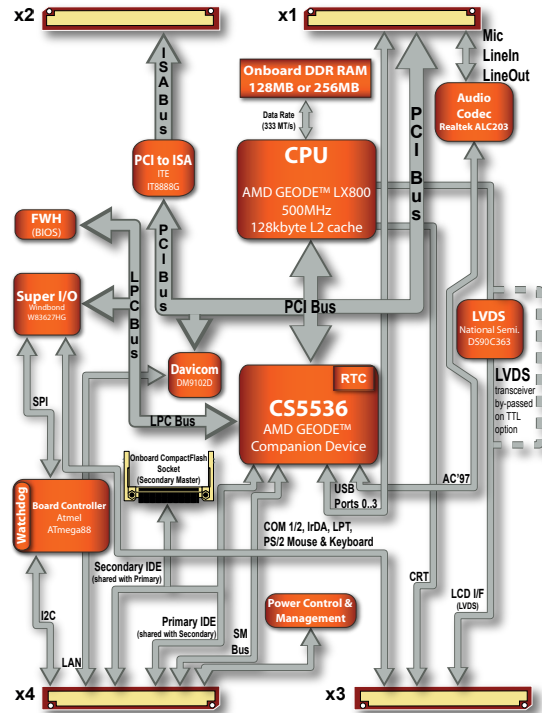 x2
x1
Mic
LineIn
LineOut
ISA Bus
Onboard DDR RAM
128MB or 256MB
Data Rate
(333 MT/s)
Audio
Codec
Realtek ALC203
PCI Bus
CPU
AMD GEODE™ LX800
500MHz
128kbyte L2 cache
PCI to ISA
ITE
IT8888G
FWH
(BIOS)
PCI Bus
LPC Bus
Super I/O
Windbond
W83627HG
PCI Bus
LVDS
National Semi.
DS90C363
LVDS
transceiver
by-passed
on TTL
option
Davicom
DM9102D
RTC
CS5536
AMD GEODE™
Companion Device
SPI
LPC Bus
Onboard CompactFlash
Socket
(Secondary Master)
AC'97
USB
Ports 0..3
Watchdog
Board Controller
Atmel
ATmega88
COM 1/2, IrDA, LPT,
PS/2 Mouse & Keyboard
Secondary IDE
(shared with Primary)
CRT
LCD I/F
(LVDS)
I2C
Primary IDE
(shared with Secondary)
SM
Bus
Power Control &
Management
LAN
x4
x3